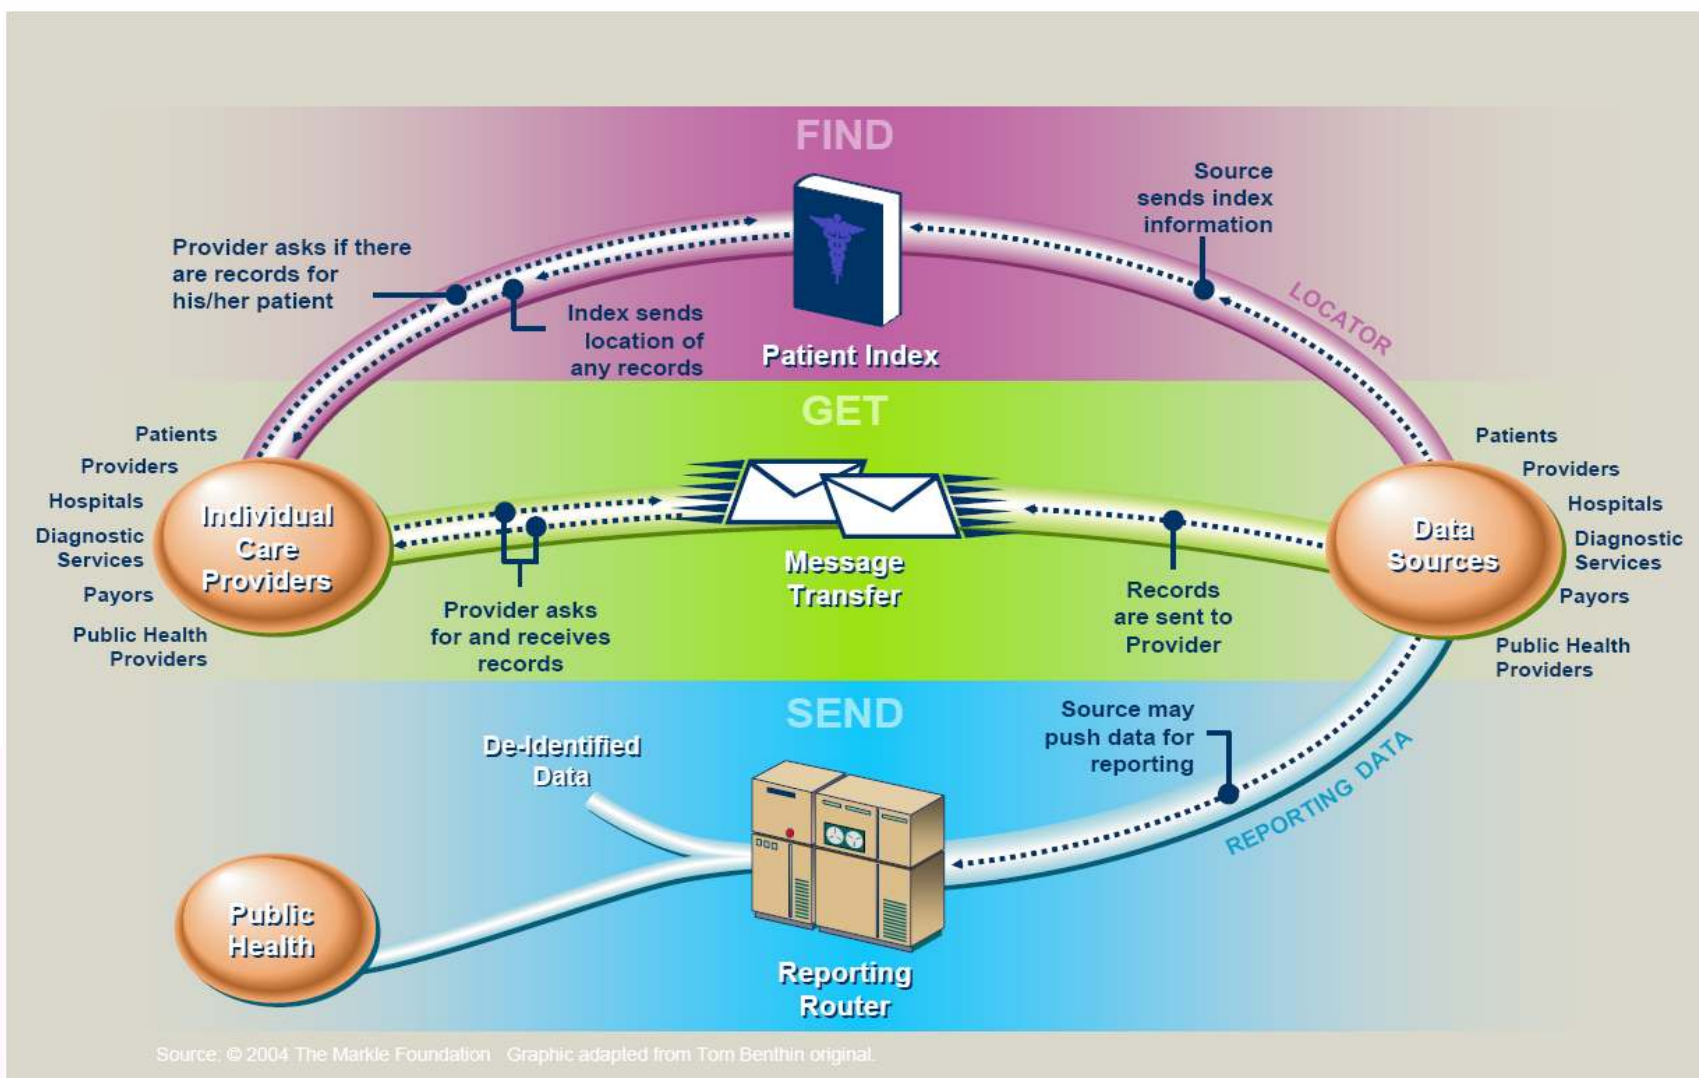 FIND
Source
sends index
information
Provider asks if there
are records for
his/her patient
Index sends
location of
any records
LOCATOR
Patient Index
GET
Patients
Providers
Hospitals
Diagnostic
Services
Payors
Public Health
Providers
Individual
Care
Providers
Provider asks
for and receives
records
Message
Transfer
Records
are sent to
Provider
Data
Sources
Patients
Providers
Hospitals
Diagnostic
Services
Payors
Public Health
Providers
SEND
De-Identified
Data
Source may
push data for
reporting
REPORTING DATA
Public
Health
Reporting
Router
Source: © 2004 The Markle Foundation Graphic adapted from Tom Benthin original.